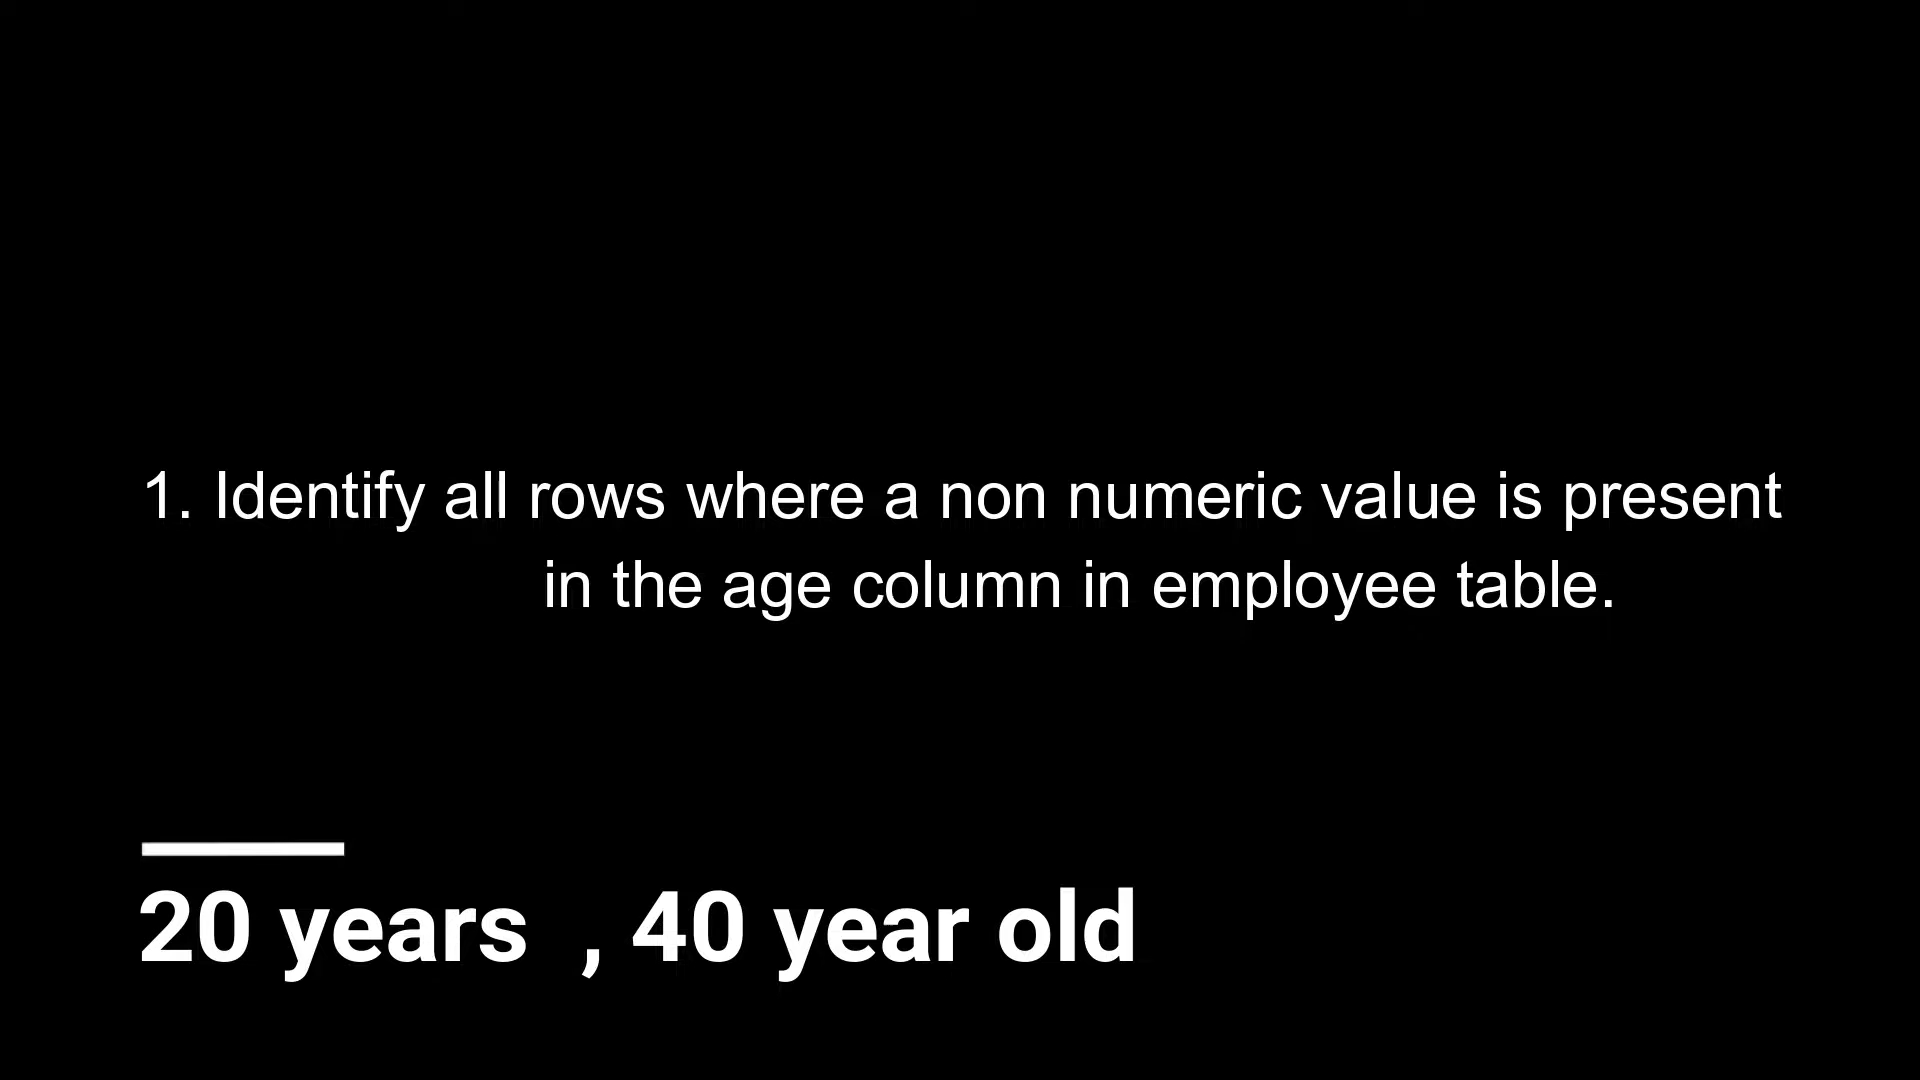 1. Identify all rows where a non numeric value is present
in the age column in employee table.
20 years , 40 year old